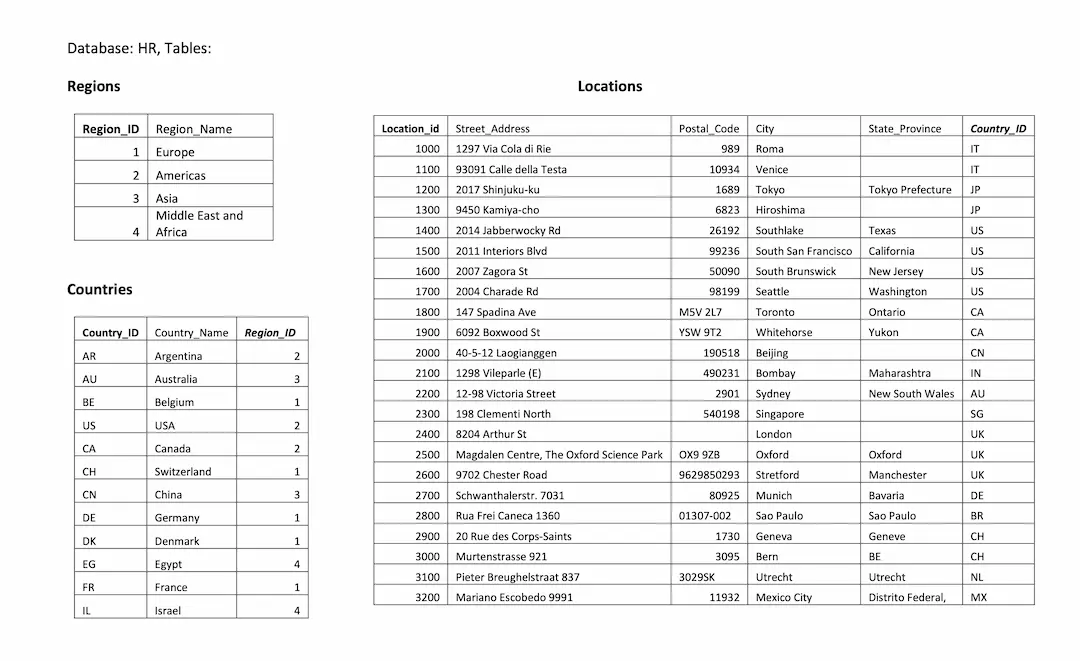 Database: HR, Tables:
Regions
Region_ID Region_Name
1 Europe
2 Americas
3 Asia
Middle East and
4 Africa
Countries
Country_ID Country_Name Region_ID
AR Argentina 2
AU Australia 3
BE Belgium 1
US USA 2
CA Canada 2
CH Switzerland 1
CN China 3
DE Germany 1
DK Denmark 1
EG Egypt 4
FR France 1
IL Israel 4
Locations
Location_id Street_Address Postal_Code City State_Province Country_ID
1000 1297 Via Cola di Rie 989 Roma IT
1100 93091 Calle della Testa 10934 Venice IT
1200 2017 Shinjuku-ku 1689 Tokyo Tokyo Prefecture JP
1300 9450 Kamiya-cho 6823 Hiroshima JP
1400 2014 Jabberwocky Rd 26192 Southlake Texas US
1500 2011 Interiors Blvd 99236 South San Francisco California US
1600 2007 Zagora St 50090 South Brunswick New Jersey US
1700 2004 Charade Rd 98199 Seattle Washington US
1800 147 Spadina Ave M5V 2L7 Toronto Ontario CA
1900 6092 Boxwood St YSW 9T2 Whitehorse Yukon CA
2000 40-5-12 Laogianggen 190518 Beijing CN
2100 1298 Vileparle (E) 490231 Bombay Maharashtra IN
2200 12-98 Victoria Street 2901 Sydney New South Wales AU
2300 198 Clementi North 540198 Singapore SG
2400 8204 Arthur St London UK
2500 Magdalen Centre, The Oxford Science Park OX9 9ZB Oxford Oxford UK
2600 9702 Chester Road 9629850293 Stretford Manchester UK
2700 Schwanthalerstr. 7031 80925 Munich Bavaria DE
2800 Rua Frei Caneca 1360 01307-002 Sao Paulo Sao Paulo BR
2900 20 Rue des Corps-Saints 1730 Geneva Geneve CH
3000 Murtenstrasse 921 3095 Bern BE CH
3100 Pieter Breughelstraat 837 3029SK Utrecht Utrecht NL
3200 Mariano Escobedo 9991 11932 Mexico City Distrito Federal, MX